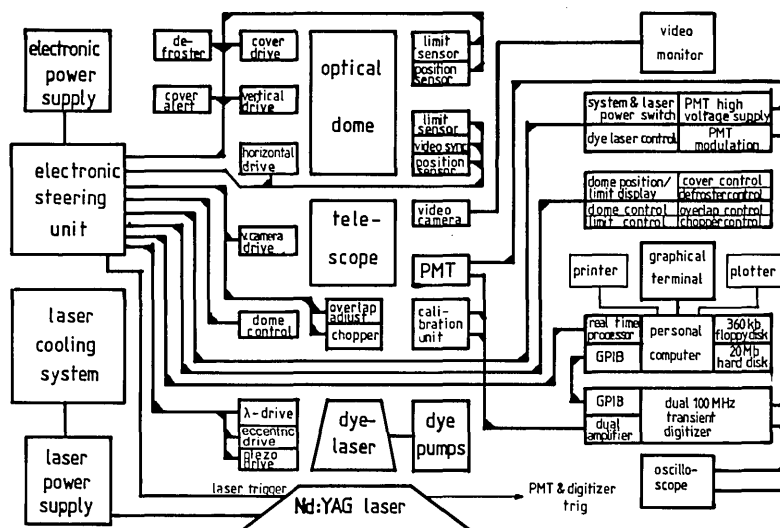 electronic
power
supply
de-
froster
cover
drive
cover
alert
vertical
drive
optical
dome
limit
sensor
position
sensor
limit
sensor
video sync
position
sensor
horizontal
drive
video
monitor
system & laser
power switch
PMT high
voltage supply
dye laser control
PMT
modulation
electronic
steering
unit
dome position/
limit display
cover control
defroster control
dome control
overlap control
limit control
chopper control
tele-
scope
video
camera
v.camera
drive
PMT
printer
graphical
terminal
plotter
dome
control
overlap
adjust
chopper
cali-
bration
unit
real time
processor
GPIB
personal
computer
360kb
floppy disk
20Mb
hard disk
laser
cooling
system
λ-drive
eccentric
drive
piezo
drive
dye-
laser
dye
pumps
GPIB
dual
amplifier
dual 100MHz
transient
digitizer
laser
power
supply
laser trigger
Nd:YAG laser
PMT & digitizer
trig
oscillo-
scope